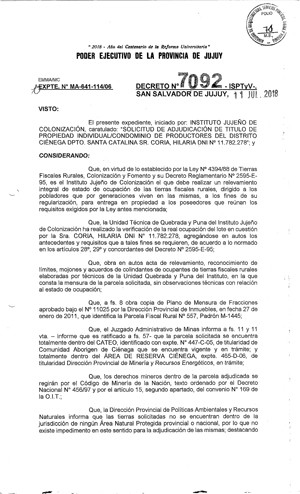 FOLIO
14
" 2018 - Año del Centenario de la Reforma Universitaria"
PODER EJECUTIVO DE LA PROVINCIA DE JUJUY
EMM/A/MC
EXPTE. Nº MA-641-114/06
DECRETO Nº 7092 - ISPTyV-.
SAN SALVADOR DE JUJUY, 11 JUL. 2018
VISTO:
El presente expediente, iniciado por: INSTITUTO JUJEÑO DE
COLONIZACIÓN, caratulado: "SOLICITUD DE ADJUDICACIÓN DE TITULO DE
PROPIEDAD INDIVIDUAL/CONDOMINIO DE PRODUCTORES DEL DISTRITO
CIÉNEGA DPTO. SANTA CATALINA SR. CORIA, HILARIA DNI Nº 11.782.278"; y
CONSIDERANDO:
Que, en virtud de lo establecido por la Ley Nº 4394/88 de Tierras
Fiscales Rurales, Colonización y Fomento y su Decreto Reglamentario Nº 2595-E-
95, es el Instituto Jujeño de Colonización el que debe realizar un relevamiento
integral de estado de ocupación de las tierras fiscales rurales, dirigido a los
pobladores que por generaciones viven en las mismas, a los fines de su
regularización, para entrega en propiedad a los poseedores que reúnan los
requisitos exigidos por la Ley antes mencionada;
Que, la Unidad Técnica de Quebrada y Puna del Instituto Jujeño
de Colonización ha realizado la verificación de la real ocupación del lote en cuestión
por la Sra. CORIA, HILARIA DNI Nº 11.782.278, agregándose en autos los
antecedentes y requisitos que a tales fines se requieren, de acuerdo a lo normado
en los artículos 28º, 29º y concordantes del Decreto Nº 2595-E-90;
Que, obra en autos acta de relevamiento, reconocimiento de
límites, mojones y acuerdos de colindantes de ocupantes de tierras fiscales rurales
elaboradas por técnicos de la Unidad Quebrada y Puna del Instituto, en la que
consta la mensura de la parcela solicitada, sin observaciones técnicas con relación
al estado de ocupación;
Que, a fs. 8 obra copia de Plano de Mensura de Fracciones
aprobado bajo el Nº 11025 por la Dirección Provincial de Inmuebles, en fecha 27 de
enero de 2011, que identifica la Parcela Fiscal Rural Nº 557, Padrón M-1445;
Que, el Juzgado Administrativo de Minas informa a fs. 11 y 11
vta. – informe que es ratificado a fs. 57- que la parcela solicitada se encuentra
totalmente dentro del CATEO, identificado con expte. Nº 447-C-05, de titularidad de
Comunidad Aborigen de Ciénaga que se encuentra vigente y en trámite; y
totalmente dentro del ÁREA DE RESERVA CIÉNEGA, expte. 465-D-06, de
titularidad Dirección Provincial de Minería y Recursos Energéticos, en trámite;
Que, los derechos mineros dentro de la parcela adjudicada se
regirán por el Código de Minería de la Nación, texto ordenado por el Decreto
Nacional Nº 456/97 y por el artículo 15, segundo apartado, del convenio Nº 169 de
la O.I.T.;
Que, la Dirección Provincial de Políticas Ambientales y Recursos
Naturales informa que las tierras solicitadas no se encuentran dentro de la
jurisdicción de ningún Área Natural Protegida provincial o nacional, por lo que no
existe impedimento en este sentido para la adjudicación de las mismas; destacando